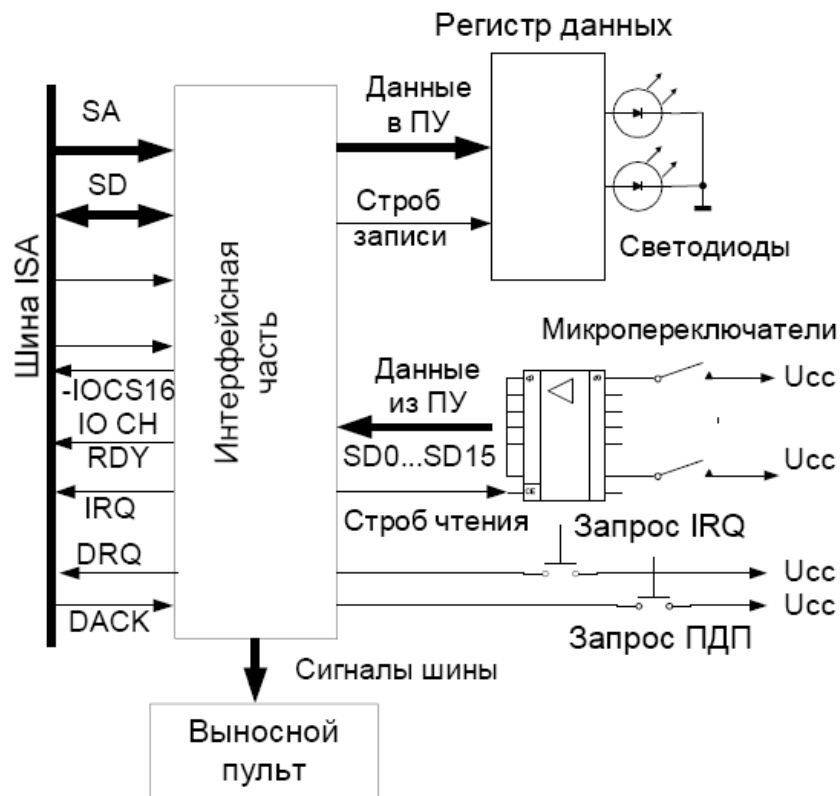 Регистр данных
SA
Данные
в ПУ
SD
Строб
записи
Светодиоды
Шина ISA
Интерфейсная
часть
Микропереключатели
-IOCS16
Данные
из ПУ
Ucc
IO CH
RDY
SD0...SD15
Ucc
OE
IRQ
Строб чтения
Запрос IRQ
DRQ
Ucc
Ucc
DACK
Запрос ПДП
Сигналы шины
Выносной
пульт